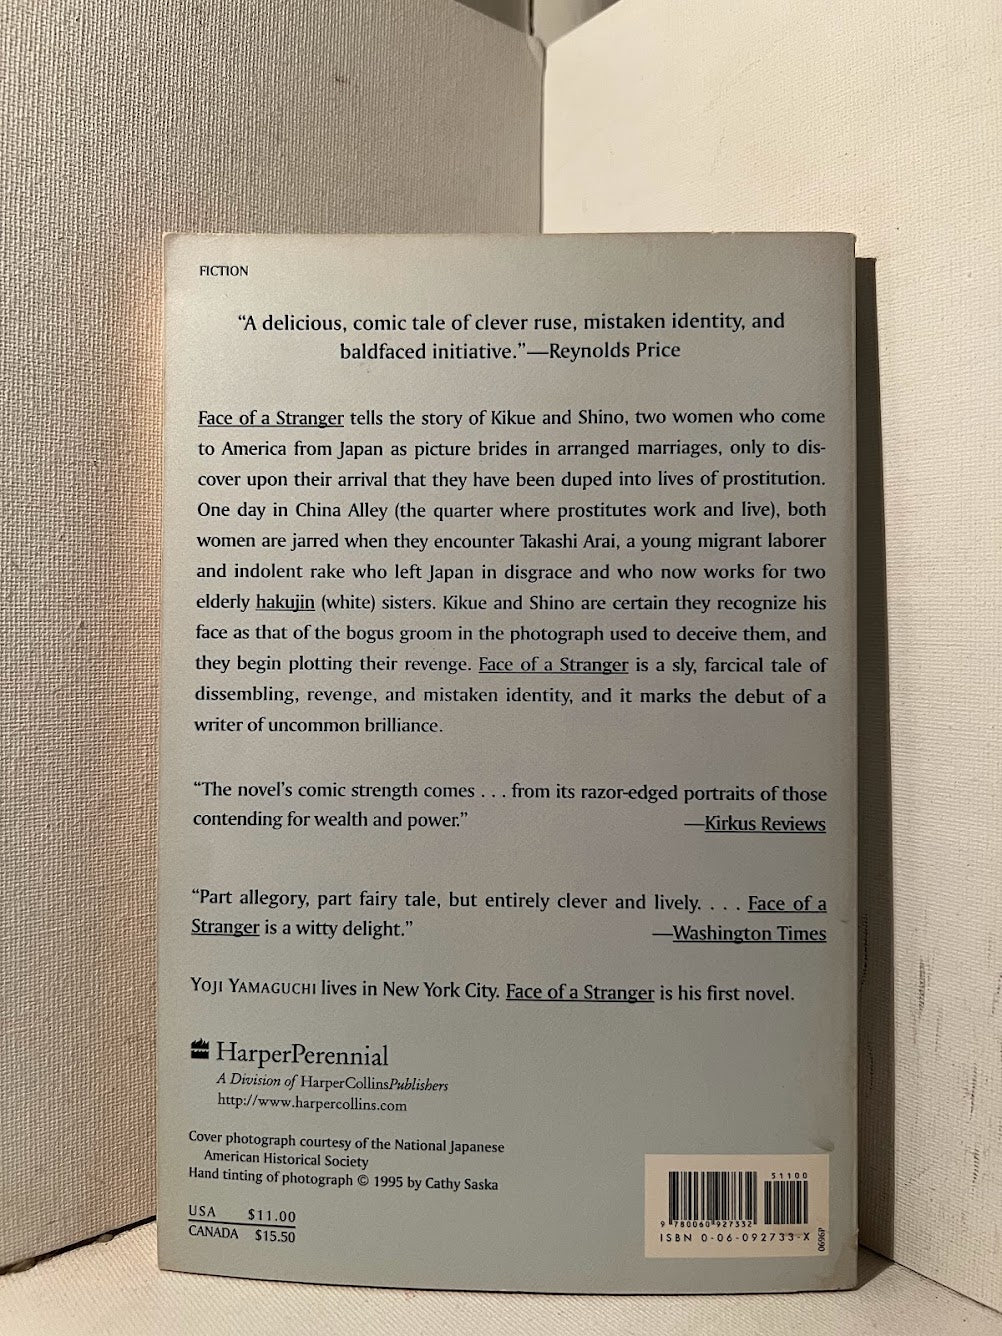 FICTION
“A delicious, comic tale of clever ruse, mistaken identity, and
baldfaced initiative.”—Reynolds Price
Face of a Stranger tells the story of Kikue and Shino, two women who come
to America from Japan as picture brides in arranged marriages, only to dis-
cover upon their arrival that they have been duped into lives of prostitution.
One day in China Alley (the quarter where prostitutes work and live), both
women are jarred when they encounter Takashi Arai, a young migrant laborer
and indolent rake who left Japan in disgrace and who now works for two
elderly hakujin (white) sisters. Kikue and Shino are certain they recognize his
face as that of the bogus groom in the photograph used to deceive them, and
they begin plotting their revenge. Face of a Stranger is a sly, farcical tale of
dissembling, revenge, and mistaken identity, and it marks the debut of a
writer of uncommon brilliance.
“The novel’s comic strength comes . . . from its razor-edged portraits of those
contending for wealth and power.” —Kirkus Reviews
“Part allegory, part fairy tale, but entirely clever and lively. . . . Face of a
Stranger is a witty delight.” —Washington Times
YOJI YAMAGUCHI lives in New York City. Face of a Stranger is his first novel.
HarperPerennial
A Division of HarperCollinsPublishers
http://www.harpercollins.com
Cover photograph courtesy of the National Japanese
American Historical Society
Hand tinting of photograph © 1995 by Cathy Saska
USA $11.00
CANADA $15.50
51100
9 780060 927332
ISBN 0-06-092733-X
0696P